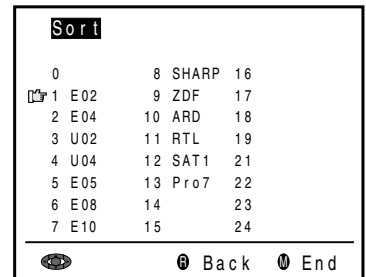 Sort
0 8 SHARP 16
1 E02 9 ZDF 17
2 E04 10 ARD 18
3 U02 11 RTL 19
4 U04 12 SAT1 21
5 E05 13 Pro7 22
6 E08 14 23
7 E10 15 24
R Back M End